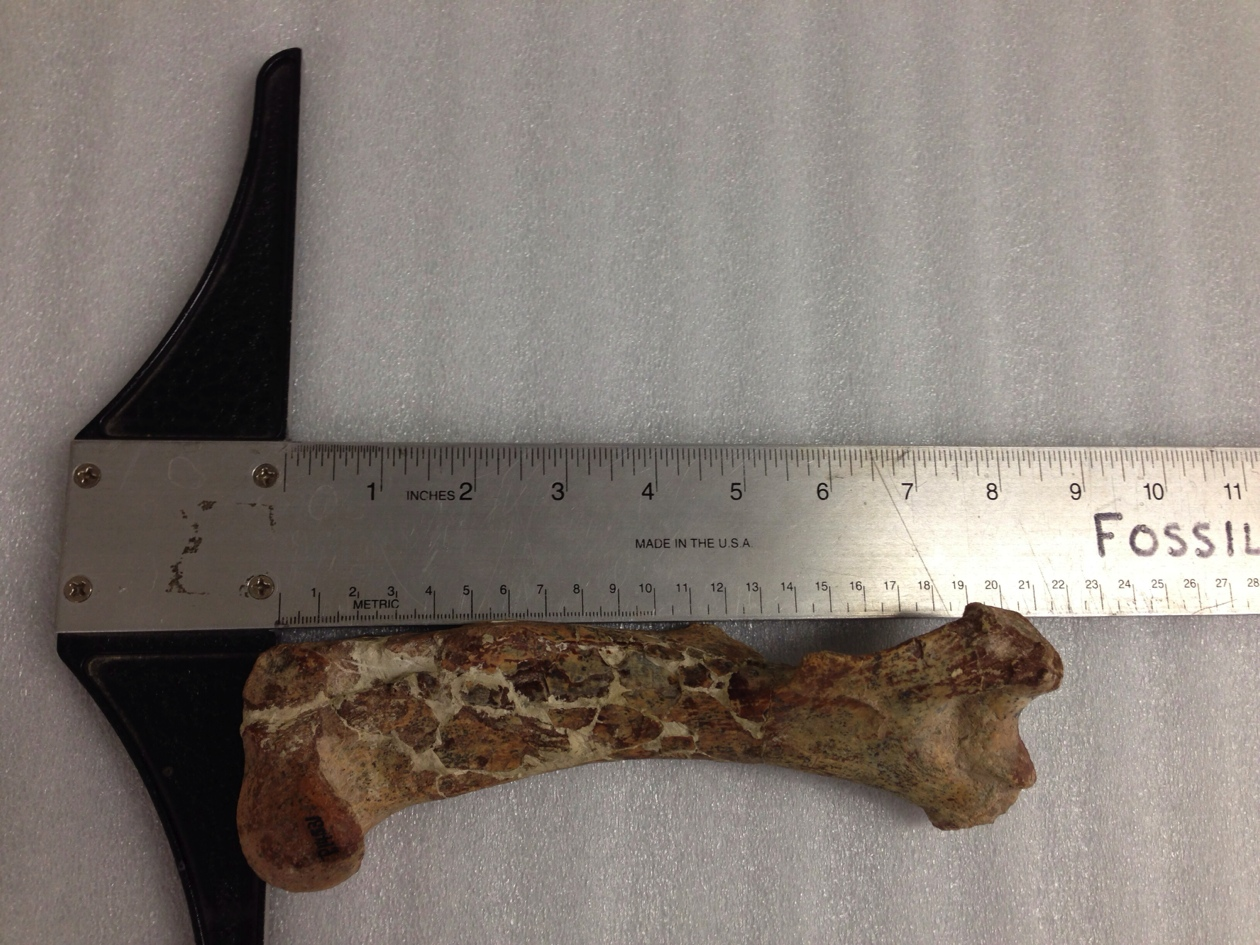 1 INCHES 2 3 4 5 6 7 8 9 10 11
FOSSIL
MADE IN THE U.S.A.
1 2 3 4 5 6 7 8 9 10 11 12 13 14 15 16 17 18 19 20 21 22 23 24 25 26 27 28
METRIC